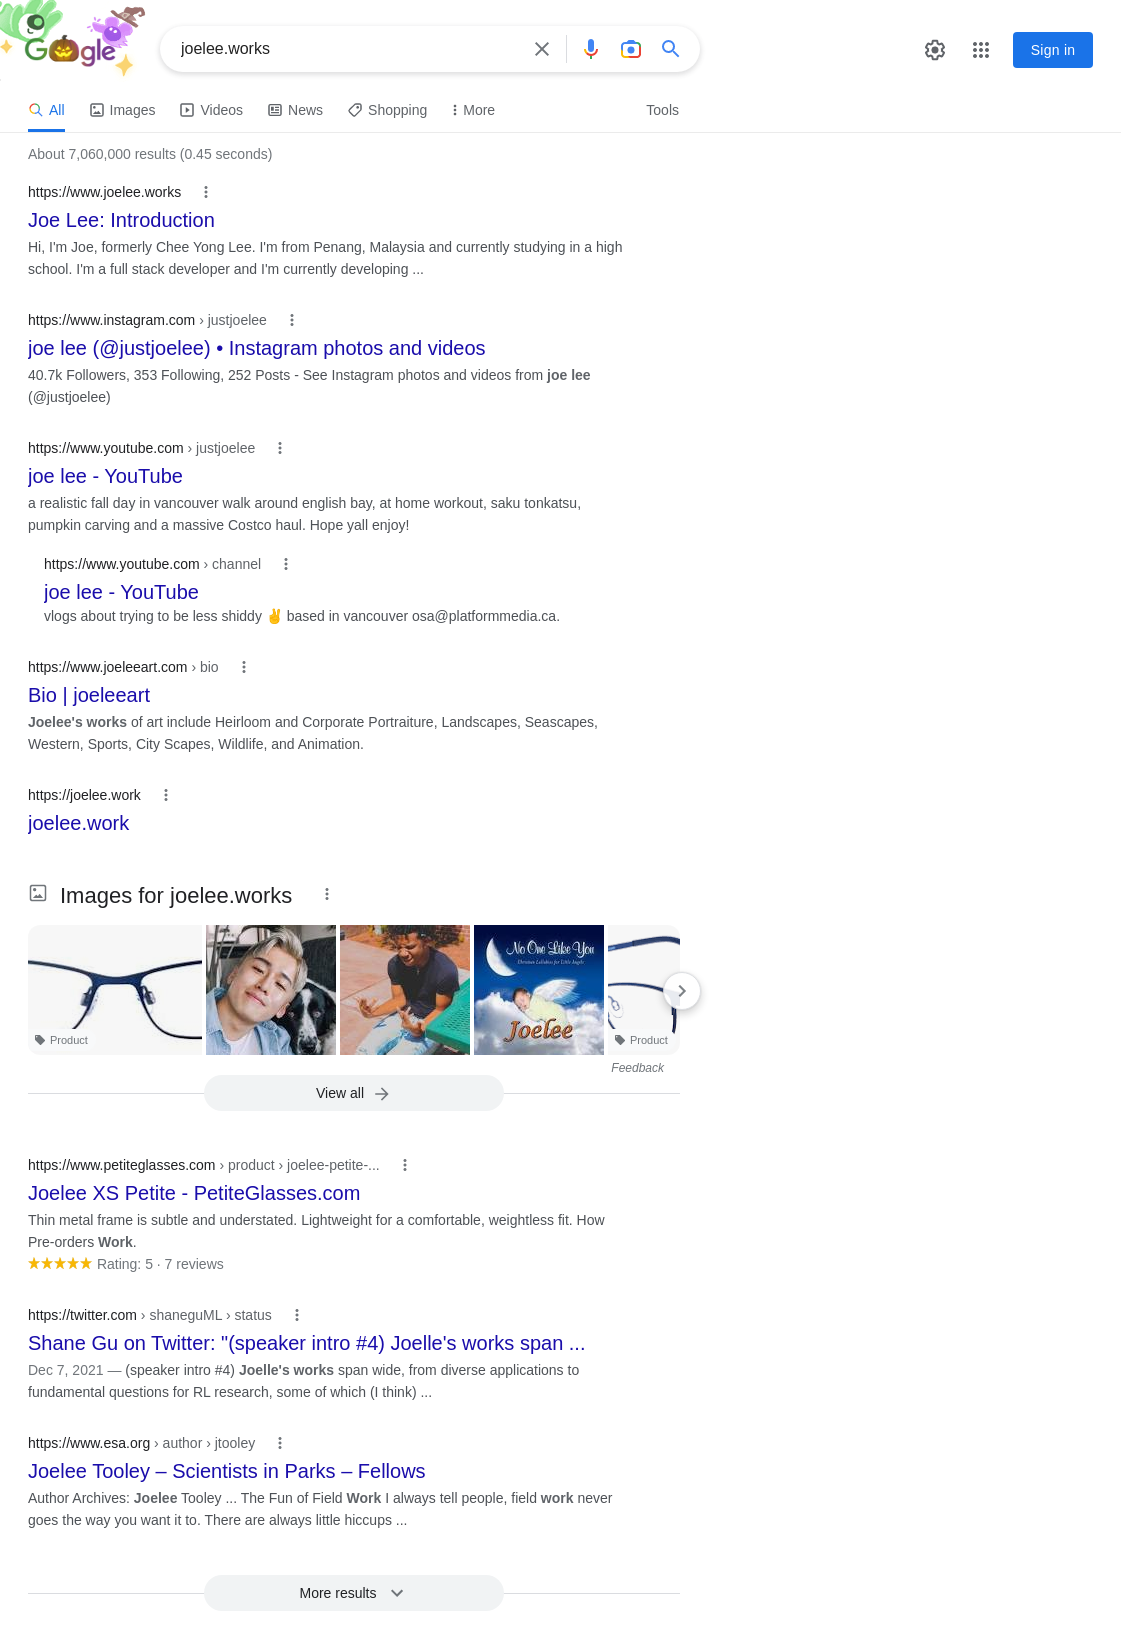 Google
joelee.works
Sign in
All
Images
Videos
News
Shopping
More
Tools
About 7,060,000 results (0.45 seconds)
https://www.joelee.works
Joe Lee: Introduction
Hi, I'm Joe, formerly Chee Yong Lee. I'm from Penang, Malaysia and currently studying in a high
school. I'm a full stack developer and I'm currently developing ...
https://www.instagram.com › justjoelee
joe lee (@justjoelee) • Instagram photos and videos
40.7k Followers, 353 Following, 252 Posts - See Instagram photos and videos from joe lee
(@justjoelee)
https://www.youtube.com › justjoelee
joe lee - YouTube
a realistic fall day in vancouver walk around english bay, at home workout, saku tonkatsu,
pumpkin carving and a massive Costco haul. Hope yall enjoy!
https://www.youtube.com › channel
joe lee - YouTube
vlogs about trying to be less shiddy ✌️ based in vancouver osa@platformmedia.ca.
https://www.joeleeart.com › bio
Bio | joeleeart
Joelee's works of art include Heirloom and Corporate Portraiture, Landscapes, Seascapes,
Western, Sports, City Scapes, Wildlife, and Animation.
https://joelee.work
joelee.work
Images for joelee.works
No One Like You
Christian Lullabies for Little Angels
Joelee
Product
Product
Feedback
View all
https://www.petiteglasses.com › product › joelee-petite-...
Joelee XS Petite - PetiteGlasses.com
Thin metal frame is subtle and understated. Lightweight for a comfortable, weightless fit. How
Pre-orders Work.
Rating: 5 · 7 reviews
https://twitter.com › shaneguML › status
Shane Gu on Twitter: "(speaker intro #4) Joelle's works span ...
Dec 7, 2021 — (speaker intro #4) Joelle's works span wide, from diverse applications to
fundamental questions for RL research, some of which (I think) ...
https://www.esa.org › author › jtooley
Joelee Tooley – Scientists in Parks – Fellows
Author Archives: Joelee Tooley ... The Fun of Field Work I always tell people, field work never
goes the way you want it to. There are always little hiccups ...
More results